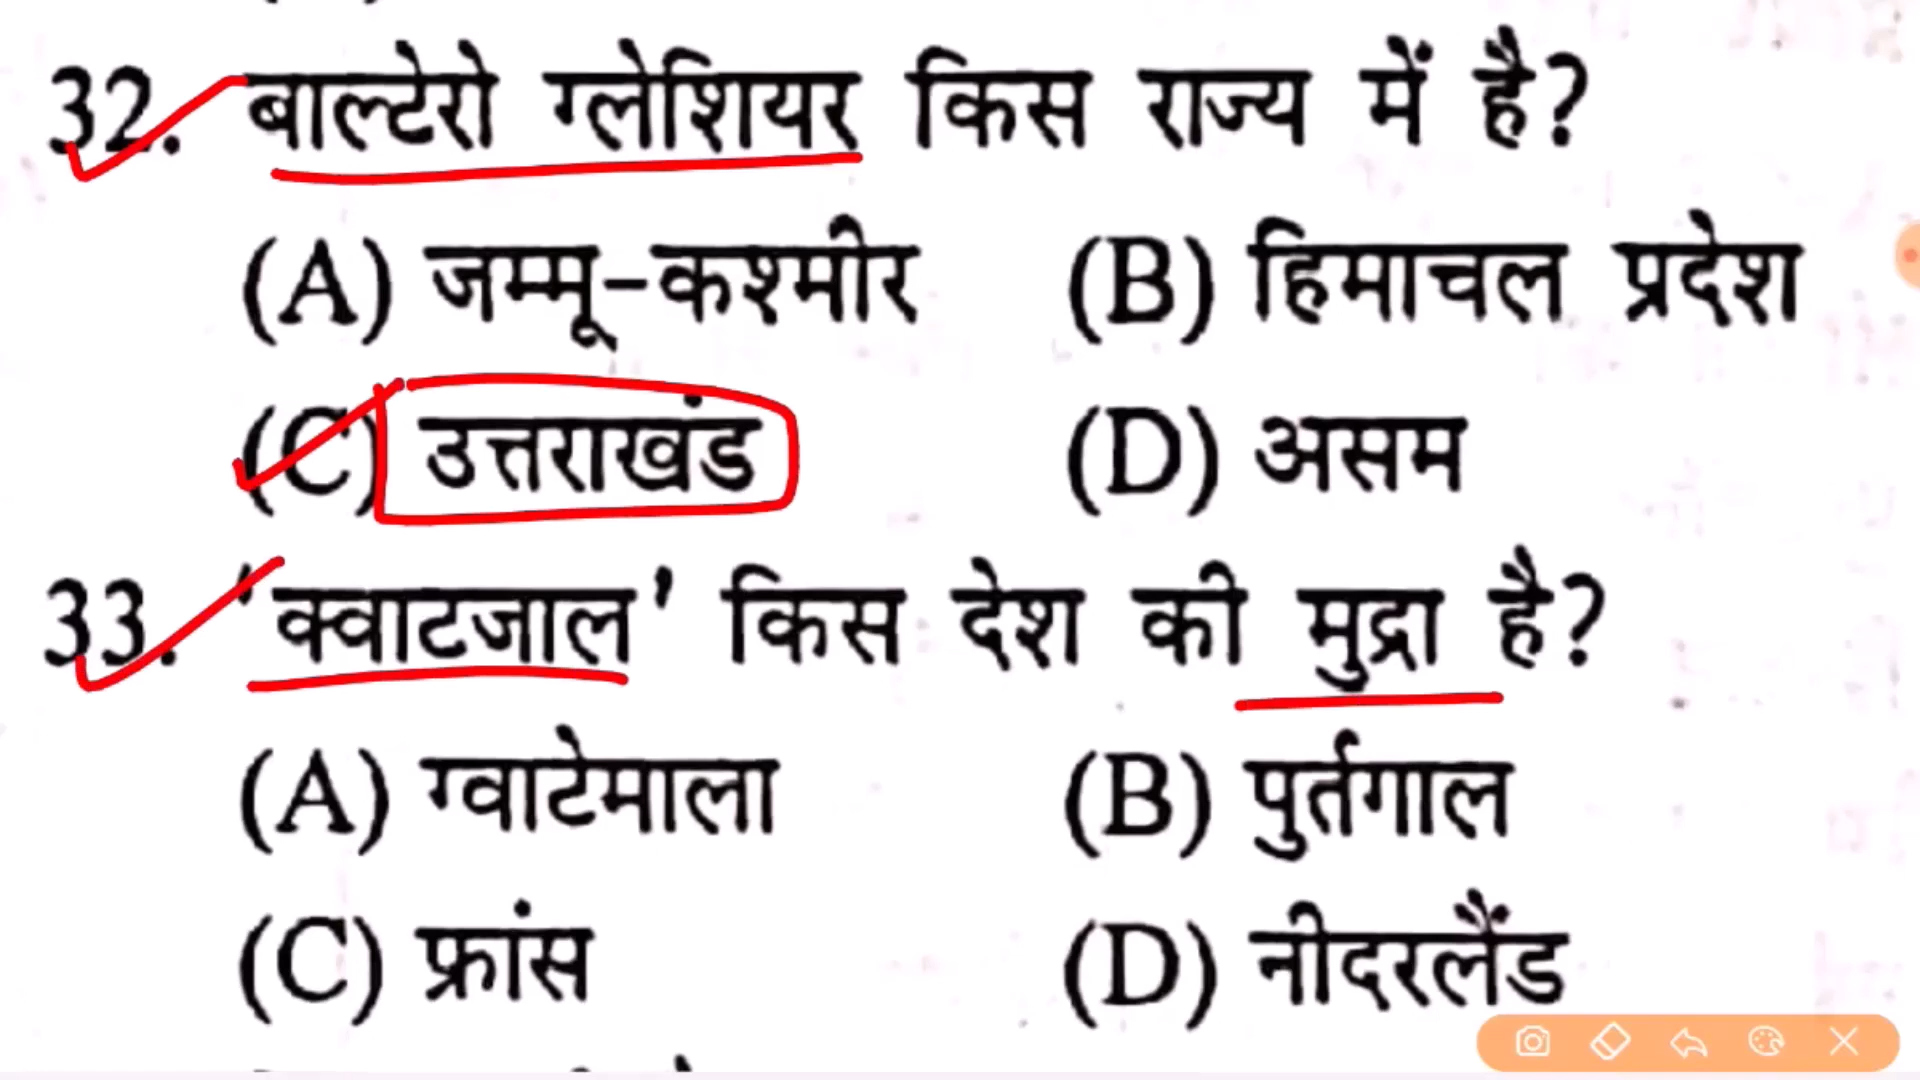 32. बाल्टेरो ग्लेशियर किस राज्य में है?
(A) जम्मू-कश्मीर (B) हिमाचल प्रदेश
(C) उत्तराखंड (D) असम
33. 'क्वाटजाल' किस देश की मुद्रा है?
(A) ग्वाटेमाला (B) पुर्तगाल
(C) फ्रांस (D) नीदरलैंड